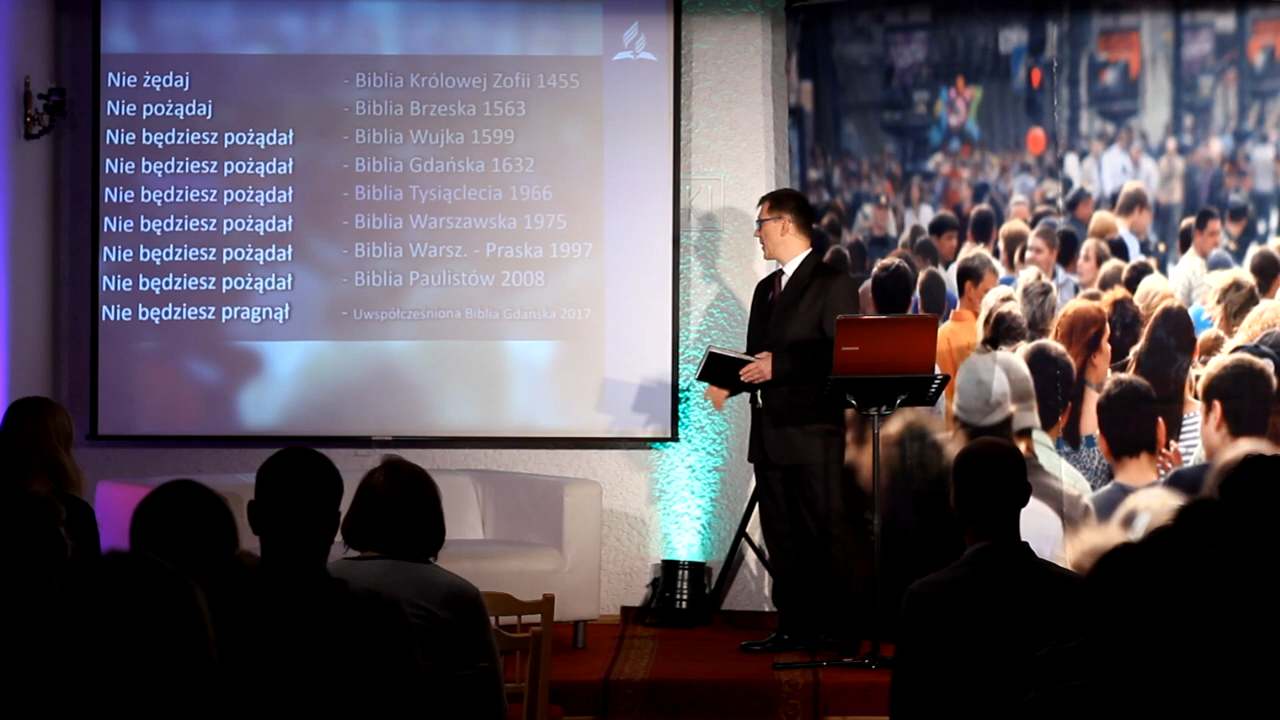 Nie żędaj - Biblia Królowej Zofii 1455
Nie pożądaj - Biblia Brzeska 1563
Nie będziesz pożądał - Biblia Wujka 1599
Nie będziesz pożądał - Biblia Gdańska 1632
Nie będziesz pożądał - Biblia Tysiąclecia 1966
Nie będziesz pożądał - Biblia Warszawska 1975
Nie będziesz pożądał - Biblia Warsz. - Praska 1997
Nie będziesz pożądał - Biblia Paulistów 2008
Nie będziesz pragnął - Uwspółcześniona Biblia Gdańska 2017